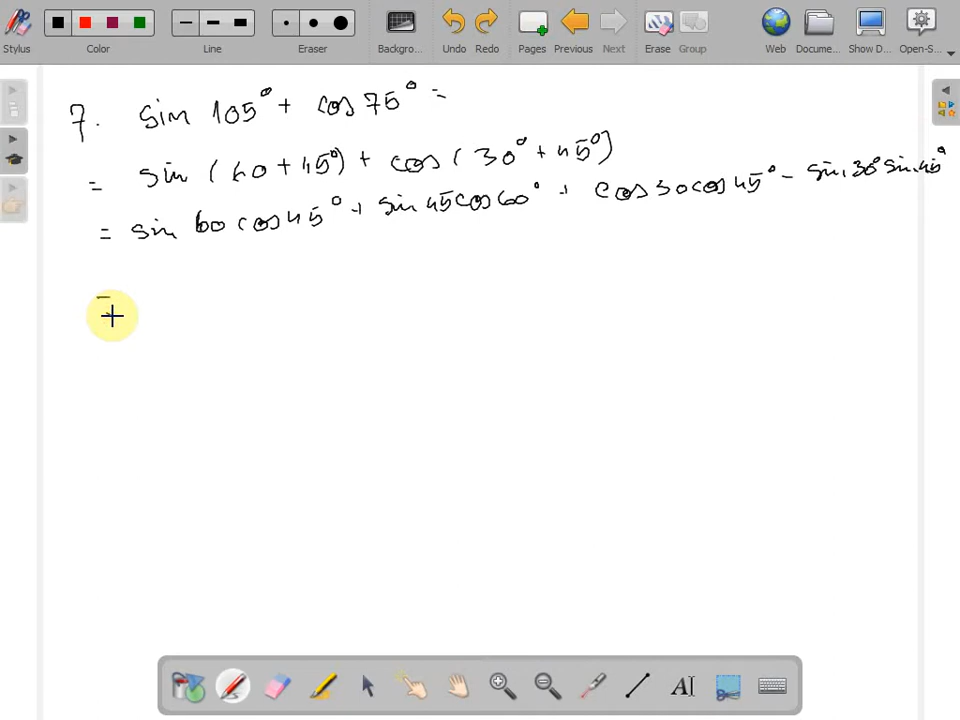 Stylus Color Line Eraser Backgro... Undo Redo Pages Previous Next Erase Group Web Docume... Show D... Open-S...
7. sin 105° + cos 75° =
= sin (60 + 45°) + cos (30° + 45°)
= sin 60 cos 45° + sin 45 cos 60° + cos 30 cos 45° - sin 30° sin 45°
=